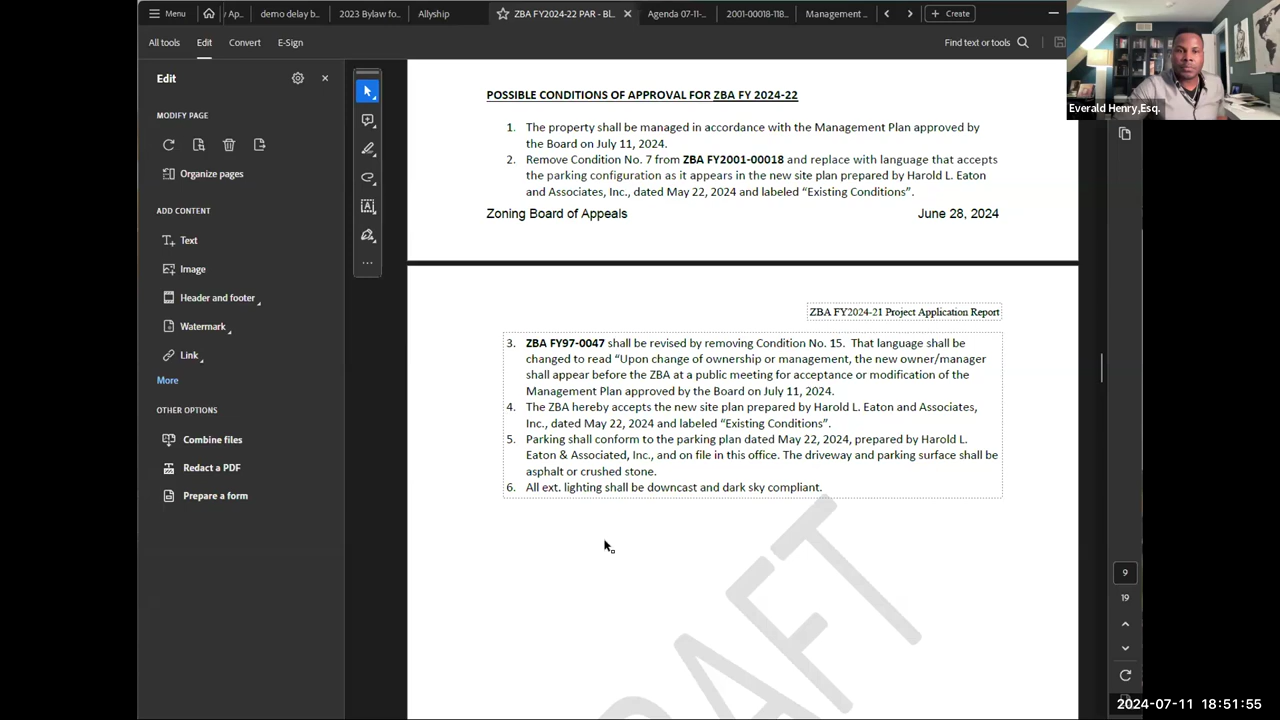 Menu
y Ap...
demo delay b...
2023 Bylaw fo...
Allyship
ZBA FY2024-22 PAR - BL...
Agenda 07-11-...
2001-00018-118...
Management ...
Create
All tools
Edit
Convert
E-Sign
Find text or tools
Everald Henry,Esq.
Edit
MODIFY PAGE
Organize pages
ADD CONTENT
Text
Image
Header and footer
Watermark
Link
More
OTHER OPTIONS
Combine files
Redact a PDF
Prepare a form
POSSIBLE CONDITIONS OF APPROVAL FOR ZBA FY 2024-22
1. The property shall be managed in accordance with the Management Plan approved by
the Board on July 11, 2024.
2. Remove Condition No. 7 from ZBA FY2001-00018 and replace with language that accepts
the parking configuration as it appears in the new site plan prepared by Harold L. Eaton
and Associates, Inc., dated May 22, 2024 and labeled “Existing Conditions”.
Zoning Board of Appeals June 28, 2024
ZBA FY2024-21 Project Application Report
3. ZBA FY97-0047 shall be revised by removing Condition No. 15. That language shall be
changed to read “Upon change of ownership or management, the new owner/manager
shall appear before the ZBA at a public meeting for acceptance or modification of the
Management Plan approved by the Board on July 11, 2024.
4. The ZBA hereby accepts the new site plan prepared by Harold L. Eaton and Associates,
Inc., dated May 22, 2024 and labeled “Existing Conditions”.
5. Parking shall conform to the parking plan dated May 22, 2024, prepared by Harold L.
Eaton & Associated, Inc., and on file in this office. The driveway and parking surface shall be
asphalt or crushed stone.
6. All ext. lighting shall be downcast and dark sky compliant.
DRAFT
9
19
2024-07-11 18:51:55